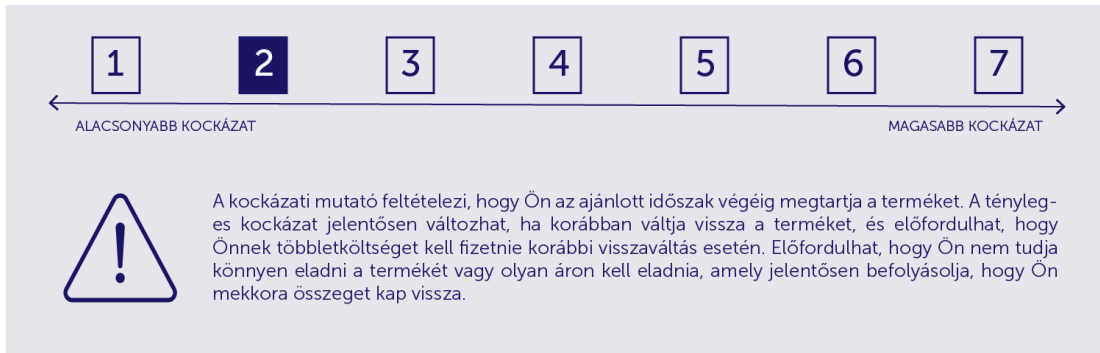 1 2 3 4 5 6 7
ALACSONYABB KOCKÁZAT MAGASABB KOCKÁZAT
A kockázati mutató feltételezi, hogy Ön az ajánlott időszak végéig megtartja a terméket. A tényleg-
es kockázat jelentősen változhat, ha korábban váltja vissza a terméket, és előfordulhat, hogy
Önnek többletköltséget kell fizetnie korábbi visszaváltás esetén. Előfordulhat, hogy Ön nem tudja
könnyen eladni a termékét vagy olyan áron kell eladnia, amely jelentősen befolyásolja, hogy Ön
mekkora összeget kap vissza.